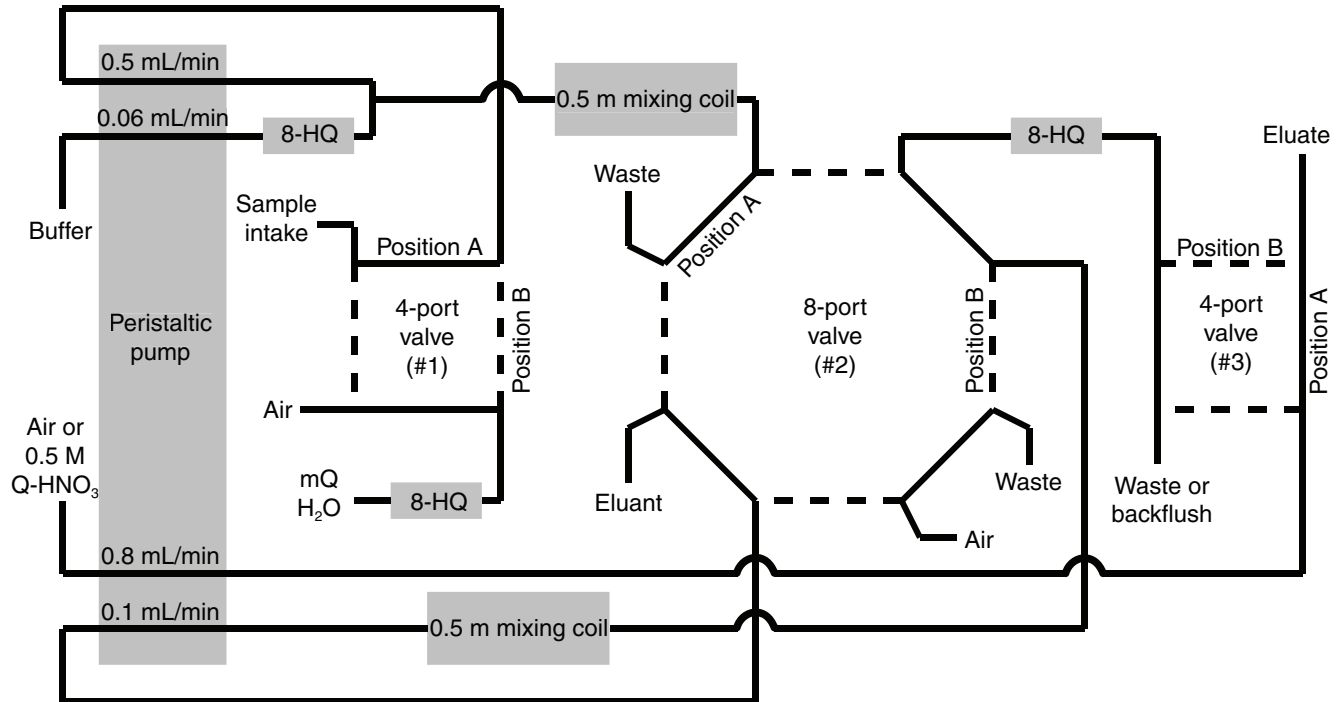 0.5 mL/min
0.06 mL/min
8-HQ
0.5 m mixing coil
8-HQ
Eluate
Buffer
Sample
intake
Waste
Position A
Position A
Position B
4-port
valve
(#1)
Position B
8-port
valve
(#2)
Position B
4-port
valve
(#3)
Position A
Peristaltic
pump
Air
Air or
0.5 M
Q-HNO₃
mQ
H₂O
8-HQ
Eluant
Waste
Air
Waste or
backflush
0.8 mL/min
0.1 mL/min
0.5 m mixing coil